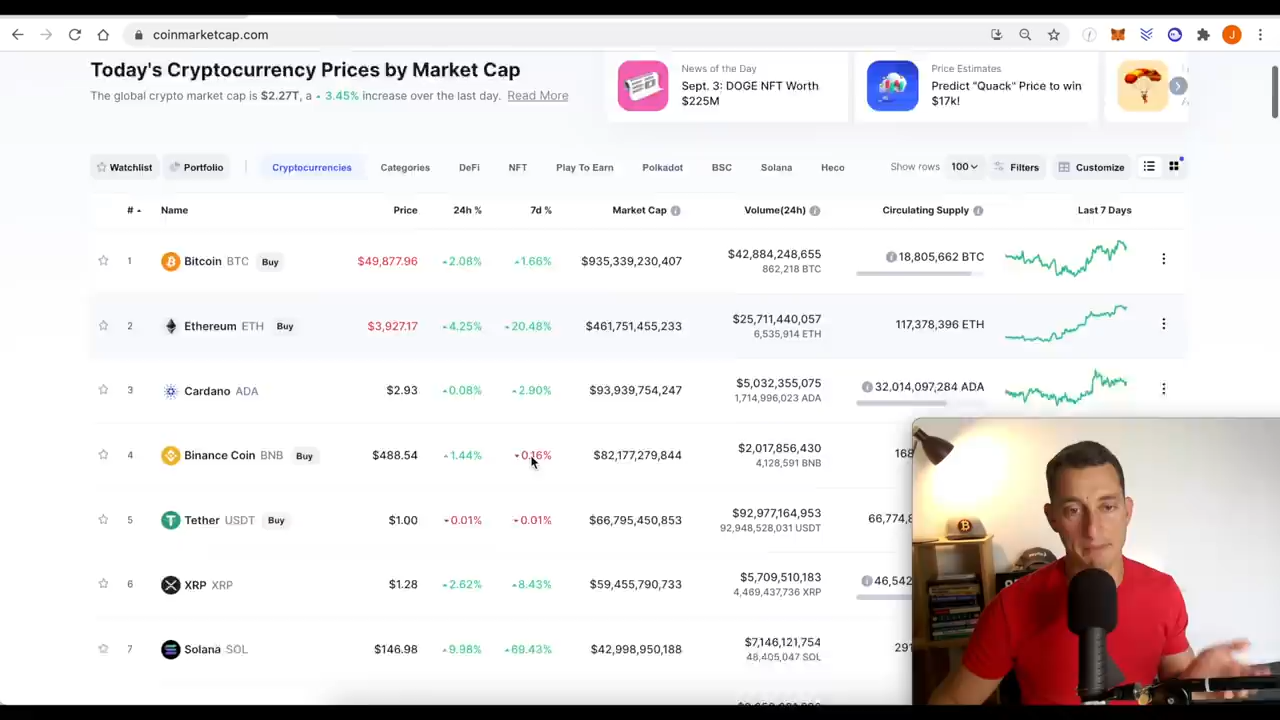 coinmarketcap.com
J
Today's Cryptocurrency Prices by Market Cap
The global crypto market cap is $2.27T, a 3.45% increase over the last day. Read More
News of the Day
Sept. 3: DOGE NFT Worth
$225M
Price Estimates
Predict "Quack" Price to win
$17k!
Watchlist Portfolio Cryptocurrencies Categories DeFi NFT Play To Earn Polkadot BSC Solana Heco Show rows 100 Filters Customize
# Name Price 24h % 7d % Market Cap Volume(24h) Circulating Supply Last 7 Days
1 Bitcoin BTC Buy $49,877.96 2.08% 1.66% $935,339,230,407 $42,884,248,655 18,805,662 BTC
862,218 BTC
2 Ethereum ETH Buy $3,927.17 4.25% 20.48% $461,751,455,233 $25,711,440,057 117,378,396 ETH
6,535,914 ETH
3 Cardano ADA $2.93 0.08% 2.90% $93,939,754,247 $5,032,355,075 32,014,097,284 ADA
1,714,996,023 ADA
4 Binance Coin BNB Buy $488.54 1.44% 0.16% $82,177,279,844 $2,017,856,430 168
4,128,591 BNB
5 Tether USDT Buy $1.00 0.01% 0.01% $66,795,450,853 $92,977,164,953 66,774,8
92,948,528,031 USDT
6 XRP XRP $1.28 2.62% 8.43% $59,455,790,733 $5,709,510,183 46,542
4,469,437,736 XRP
7 Solana SOL $146.98 9.98% 69.43% $42,998,950,188 $7,146,121,754 291
48,405,047 SOL